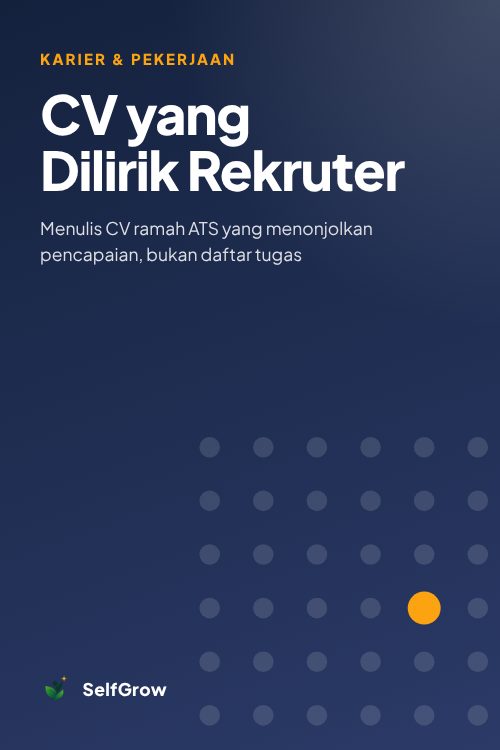 KARIER & PEKERJAAN
CV yang
Dilirik Rekruter
Menulis CV ramah ATS yang menonjolkan
pencapaian, bukan daftar tugas
SelfGrow